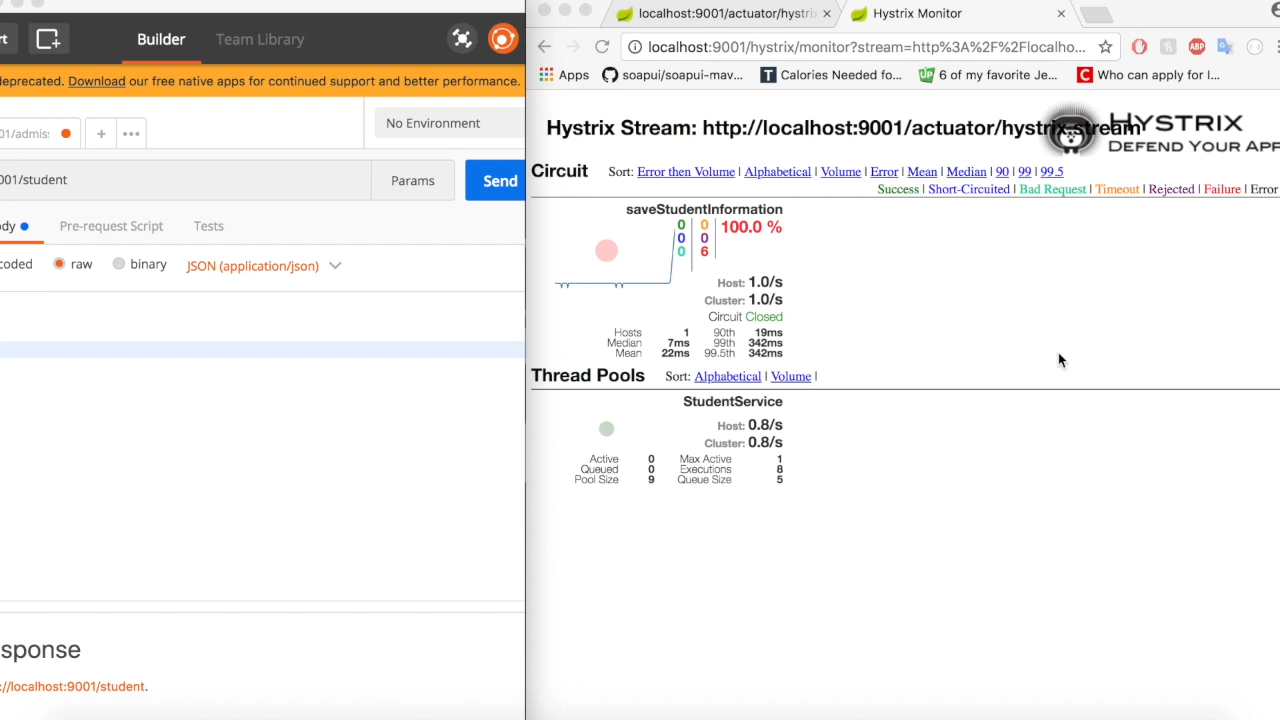 rt
Builder
Team Library
deprecated. Download our free native apps for continued support and better performance.
01/admis:
+
•••
No Environment
001/student
Params
Send
ody
Pre-request Script
Tests
coded
raw
binary
JSON (application/json)
sponse
://localhost:9001/student.
localhost:9001/actuator/hystri
Hystrix Monitor
localhost:9001/hystrix/monitor?stream=http%3A%2F%2Flocalho...
ABP
Apps
soapui/soapui-mav...
T Calories Needed fo...
UP 6 of my favorite Je...
C Who can apply for I...
Hystrix Stream: http://localhost:9001/actuator/hystrix.stream
HYSTRIX
DEFEND YOUR APP
Circuit Sort: Error then Volume | Alphabetical | Volume | Error | Mean | Median | 90 | 99 | 99.5
Success | Short-Circuited | Bad Request | Timeout | Rejected | Failure | Error
saveStudentInformation
0 0 100.0 %
0 0
0 6
Host: 1.0/s
Cluster: 1.0/s
Circuit Closed
Hosts 1 90th 19ms
Median 7ms 99th 342ms
Mean 22ms 99.5th 342ms
Thread Pools Sort: Alphabetical | Volume |
StudentService
Host: 0.8/s
Cluster: 0.8/s
Active 0 Max Active 1
Queued 0 Executions 8
Pool Size 9 Queue Size 5